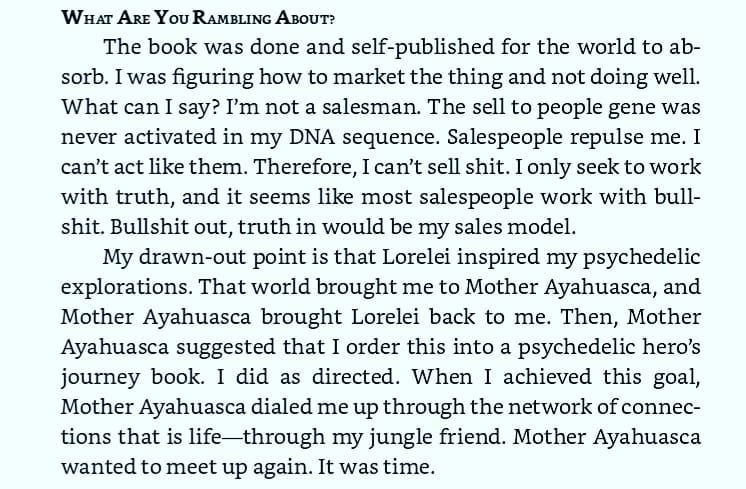 What Are You Rambling About?
The book was done and self-published for the world to ab-
sorb. I was figuring how to market the thing and not doing well.
What can I say? I’m not a salesman. The sell to people gene was
never activated in my DNA sequence. Salespeople repulse me. I
can’t act like them. Therefore, I can’t sell shit. I only seek to work
with truth, and it seems like most salespeople work with bull-
shit. Bullshit out, truth in would be my sales model.
My drawn-out point is that Lorelei inspired my psychedelic
explorations. That world brought me to Mother Ayahuasca, and
Mother Ayahuasca brought Lorelei back to me. Then, Mother
Ayahuasca suggested that I order this into a psychedelic hero’s
journey book. I did as directed. When I achieved this goal,
Mother Ayahuasca dialed me up through the network of connec-
tions that is life—through my jungle friend. Mother Ayahuasca
wanted to meet up again. It was time.